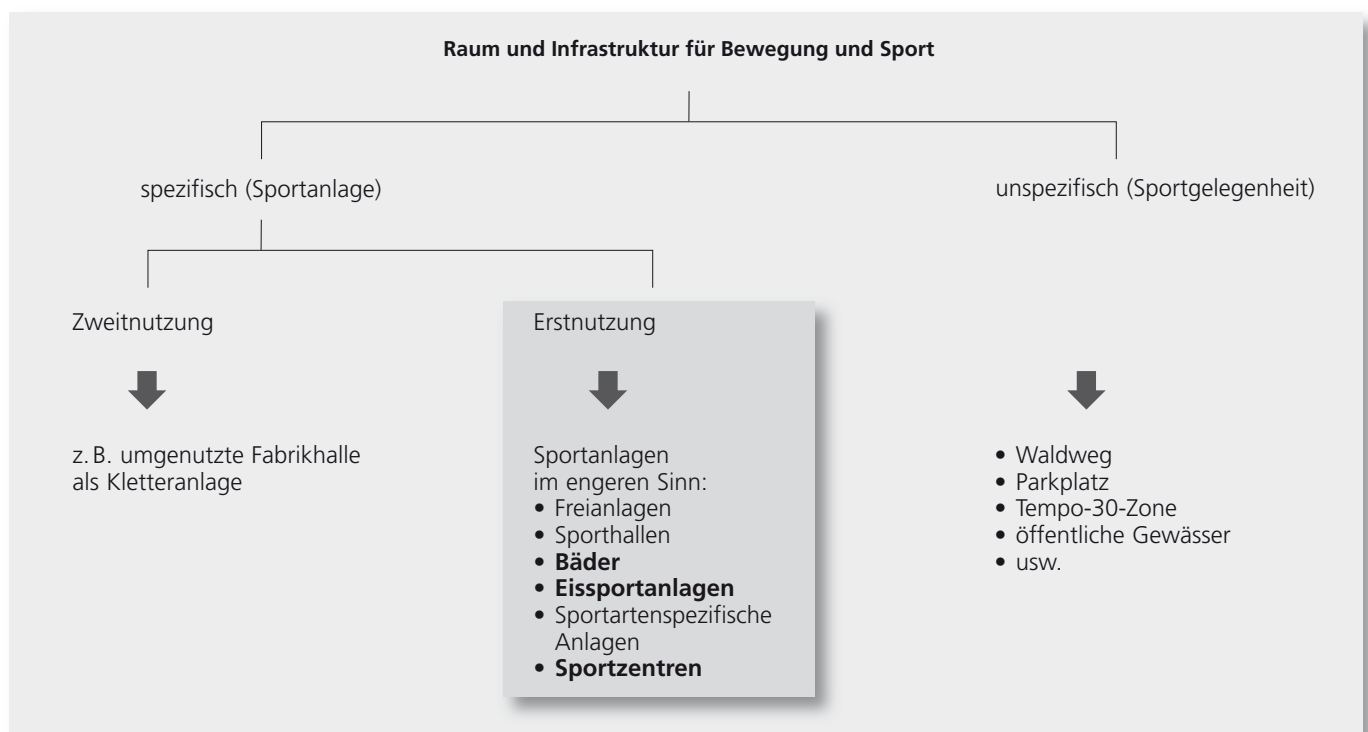 Raum und Infrastruktur für Bewegung und Sport
spezifisch (Sportanlage)
unspezifisch (Sportgelegenheit)
Zweitnutzung
Erstnutzung
z. B. umgenutzte Fabrikhalle
als Kletteranlage
Sportanlagen
im engeren Sinn:
• Freianlagen
• Sporthallen
• Bäder
• Eissportanlagen
• Sportartenspezifische
Anlagen
• Sportzentren
• Waldweg
• Parkplatz
• Tempo-30-Zone
• öffentliche Gewässer
• usw.